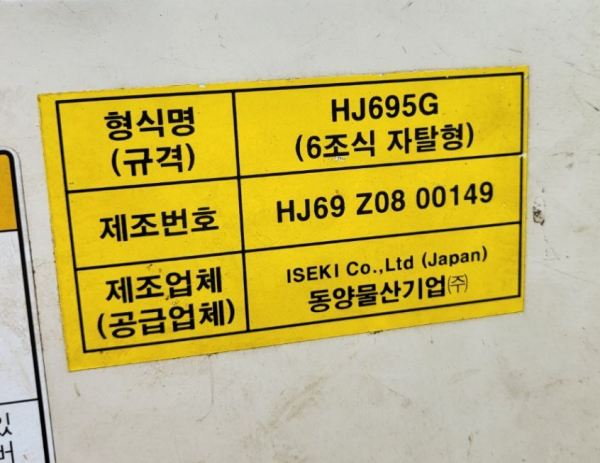 형식명
(규격)
HJ695G
(6조식 자탈형)
제조번호
HJ69 Z08 00149
제조업체
(공급업체)
ISEKI Co.,Ltd (Japan)
동양물산기업㈜
있
버